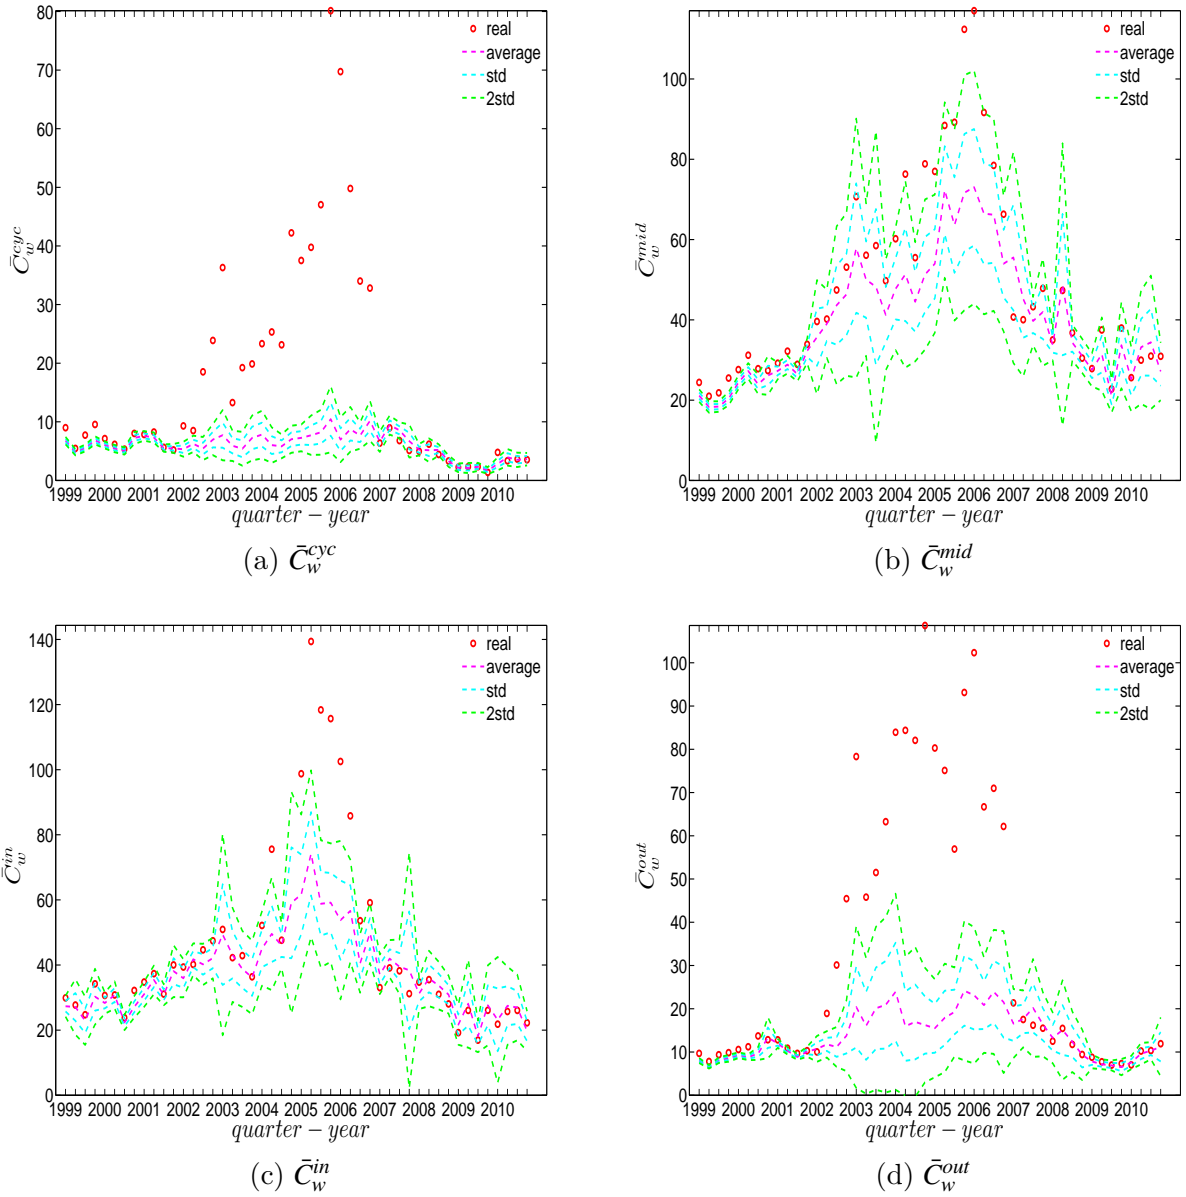 80
70
60
50
40
30
20
10
0
real
average
std
2std
C̄_w^{cyc}
1999 2000 2001 2002 2003 2004 2005 2006 2007 2008 2009 2010
quarter − year
(a) C̄_w^{cyc}
100
80
60
40
20
0
real
average
std
2std
C̄_w^{mid}
1999 2000 2001 2002 2003 2004 2005 2006 2007 2008 2009 2010
quarter − year
(b) C̄_w^{mid}
140
120
100
80
60
40
20
0
real
average
std
2std
C̄_w^{in}
1999 2000 2001 2002 2003 2004 2005 2006 2007 2008 2009 2010
quarter − year
(c) C̄_w^{in}
100
90
80
70
60
50
40
30
20
10
0
real
average
std
2std
C̄_w^{out}
1999 2000 2001 2002 2003 2004 2005 2006 2007 2008 2009 2010
quarter − year
(d) C̄_w^{out}